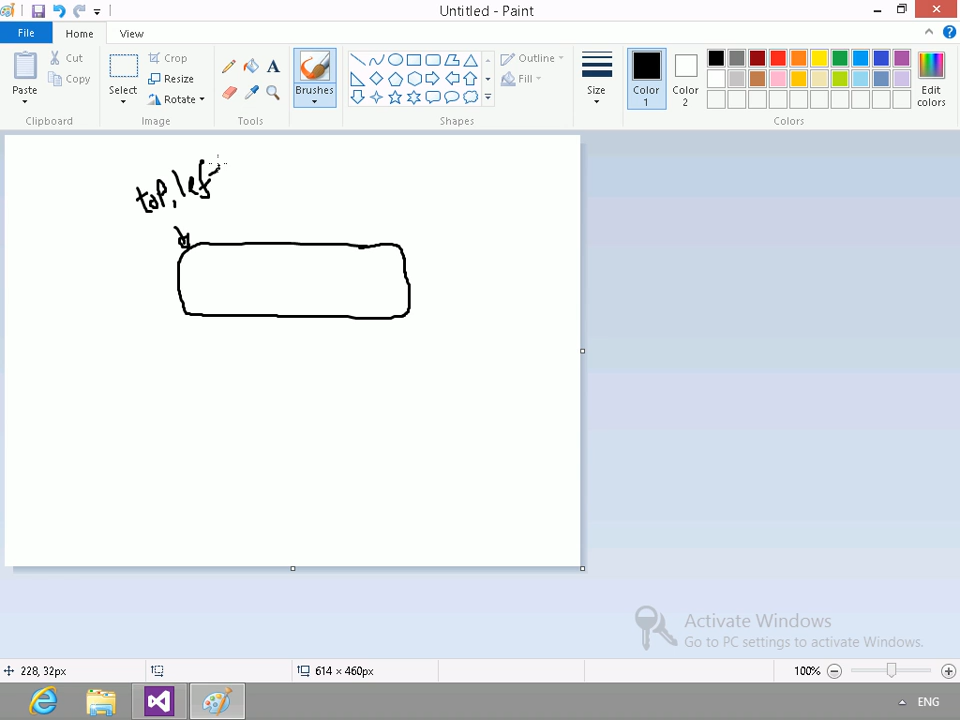 Untitled - Paint
File
Home
View
Paste
Cut
Copy
Clipboard
Select
Crop
Resize
Rotate
Image
A
Tools
Brushes
Outline
Fill
Shapes
Size
Color 1
Color 2
Edit colors
Colors
top, lef
Activate Windows
Go to PC settings to activate Windows.
228, 32px
614 × 460px
100%
ENG